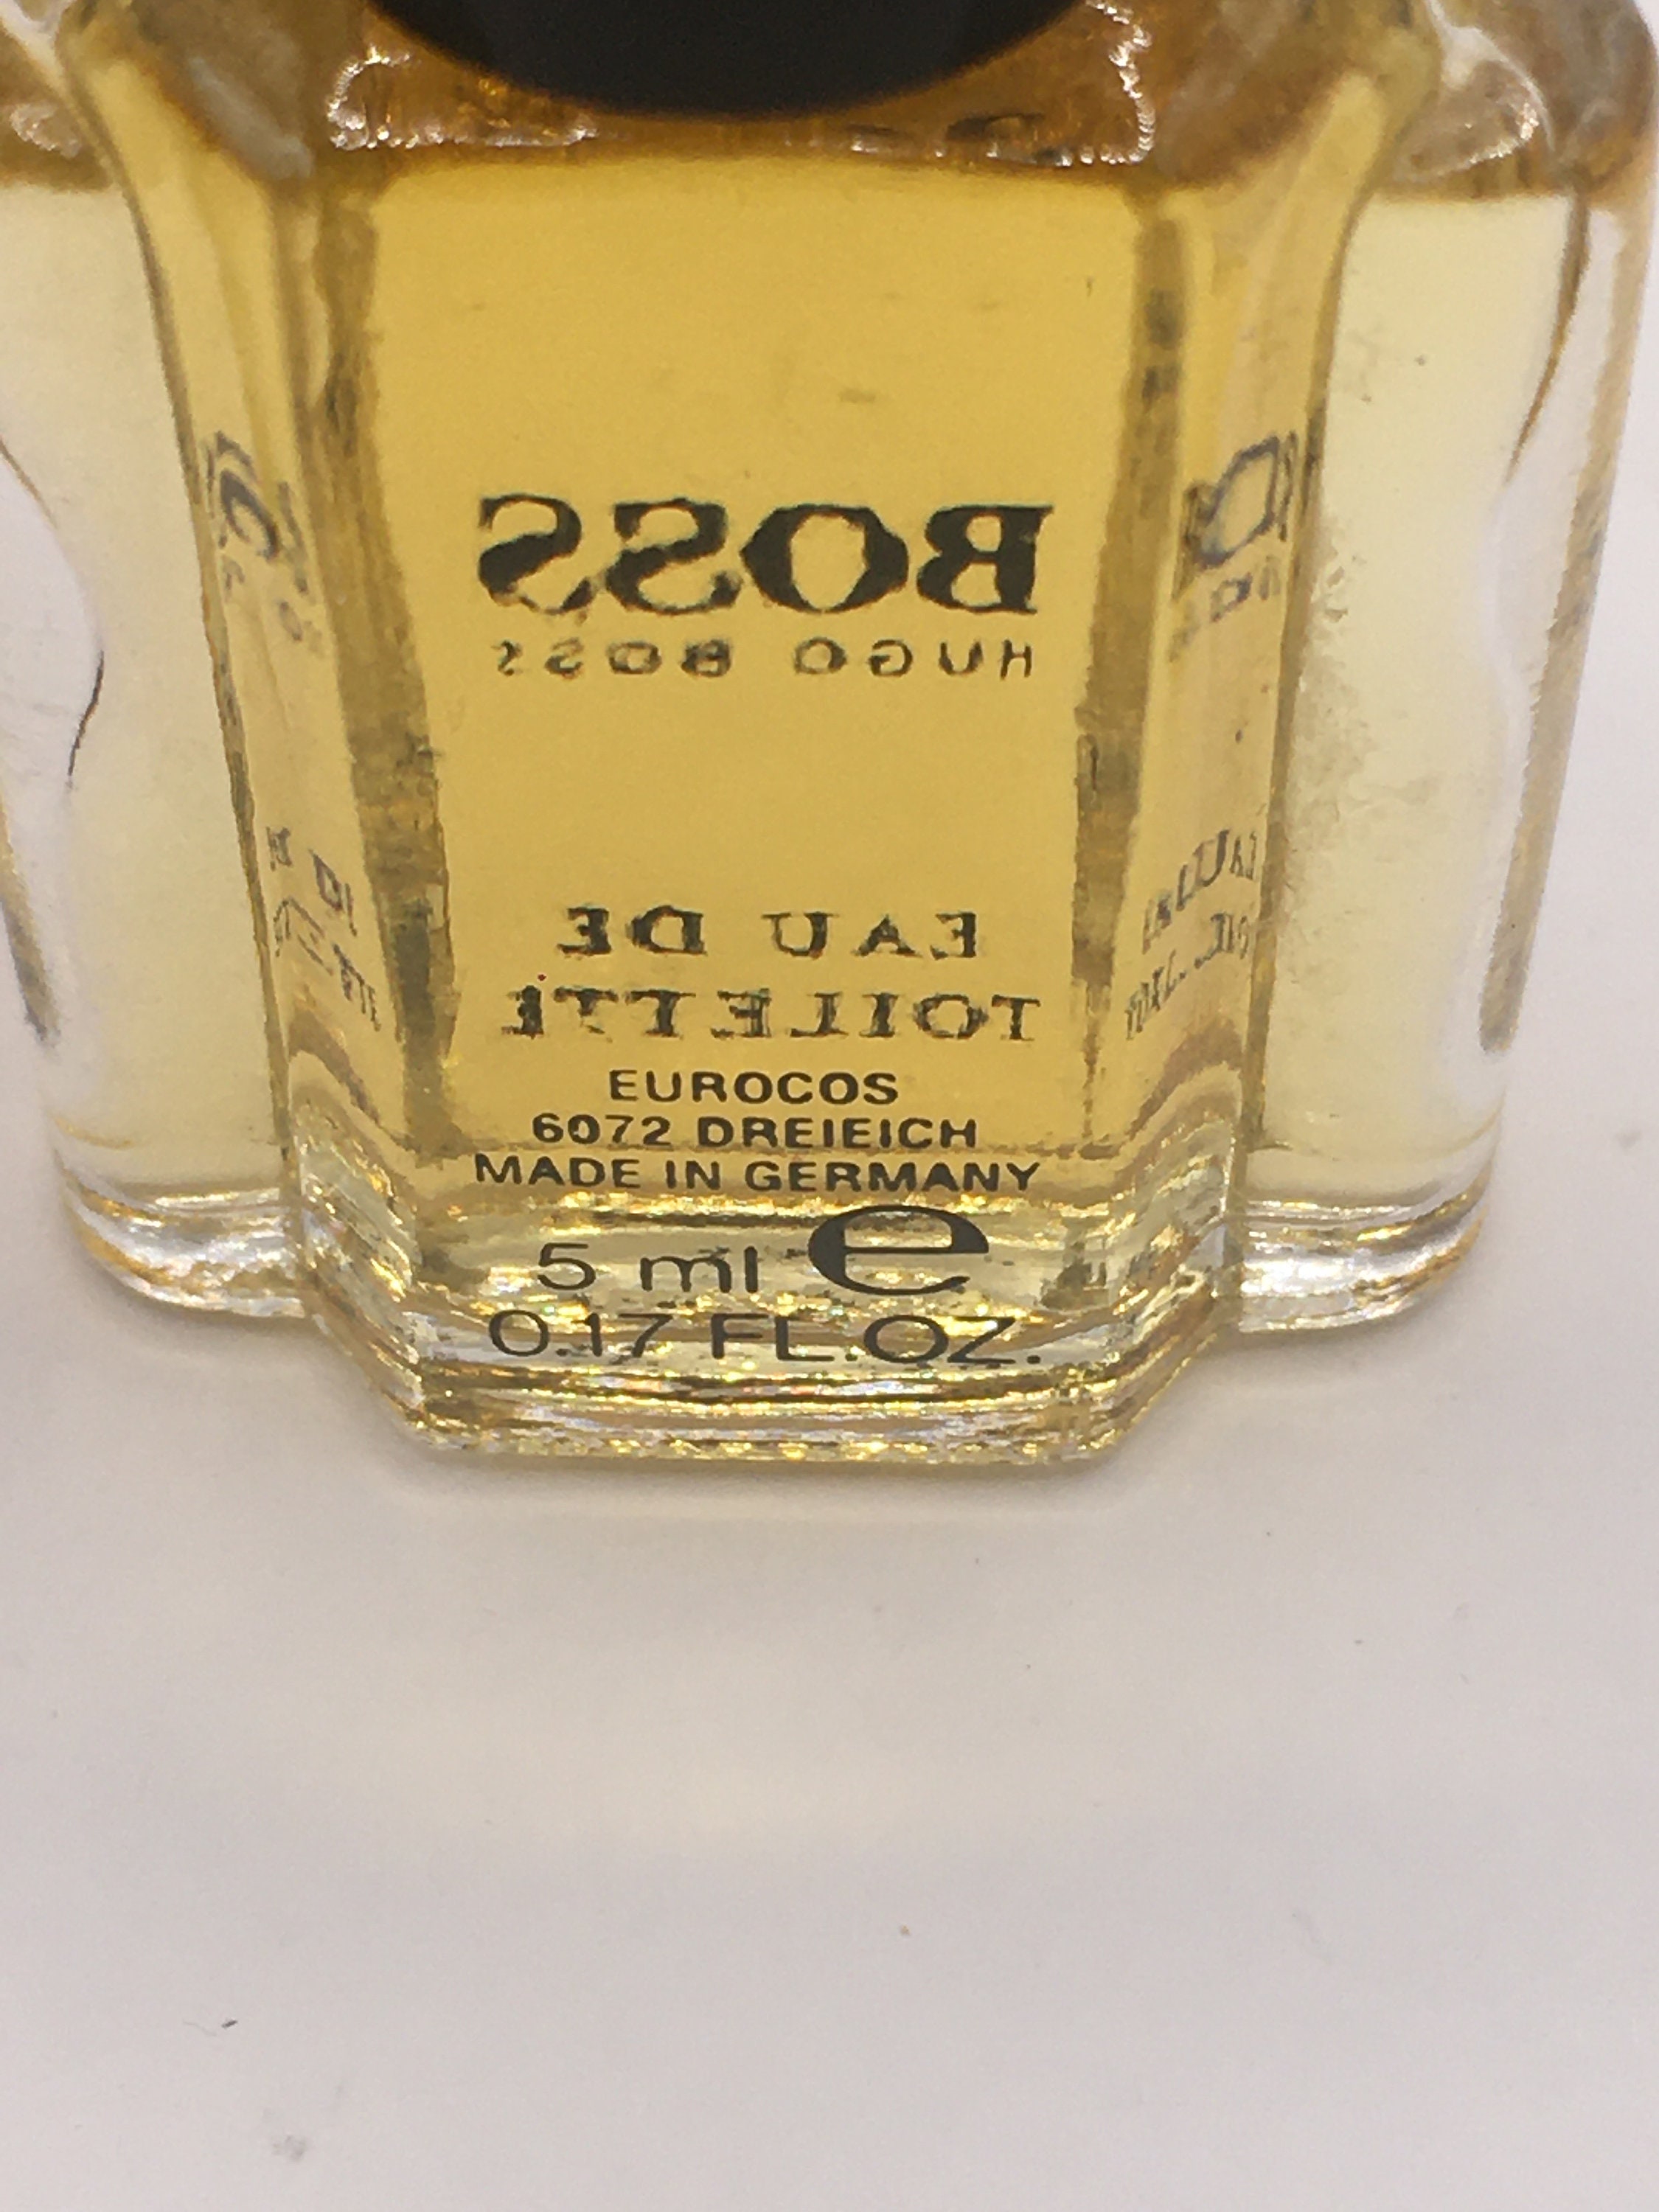 BOSS
HUGO BOSS
EAU DE
TOILETTE
EUROCOS
6072 DREIEICH
MADE IN GERMANY
5 ml e
0.17 FL.OZ.